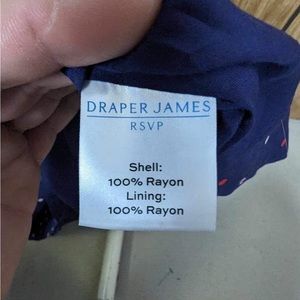 DRAPER JAMES
RSVP
Shell:
100% Rayon
Lining:
100% Rayon